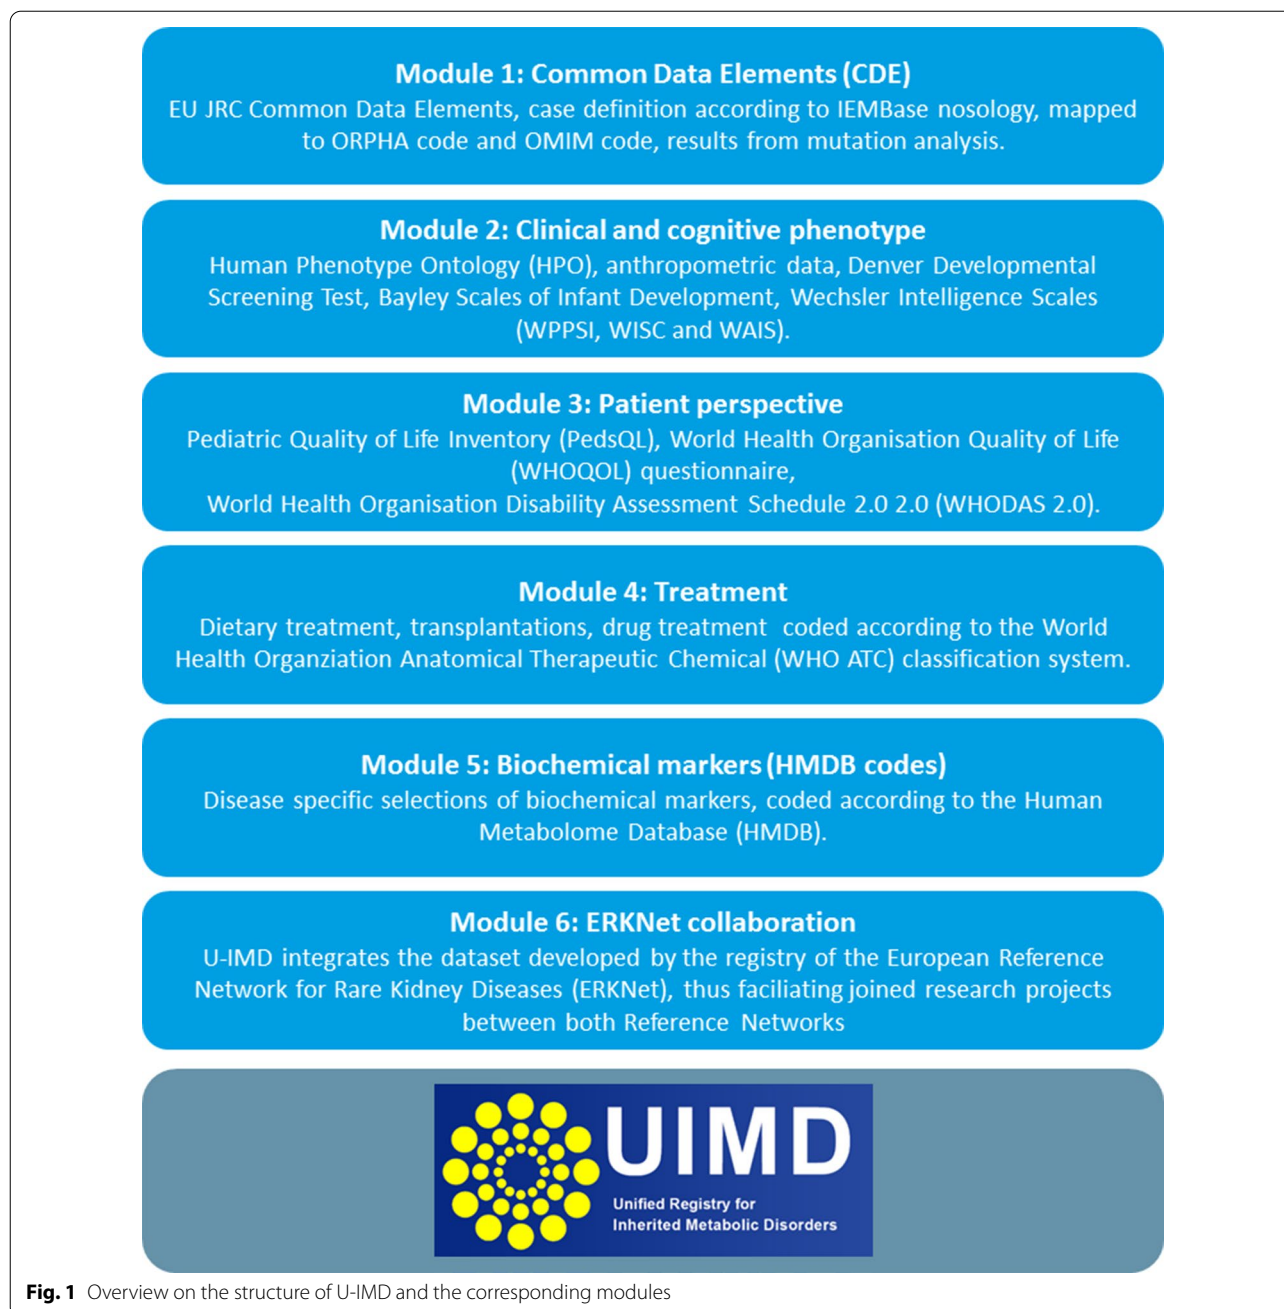 Module 1: Common Data Elements (CDE)
EU JRC Common Data Elements, case definition according to IEMBase nosology, mapped
to ORPHA code and OMIM code, results from mutation analysis.
Module 2: Clinical and cognitive phenotype
Human Phenotype Ontology (HPO), anthropometric data, Denver Developmental
Screening Test, Bayley Scales of Infant Development, Wechsler Intelligence Scales
(WPPSI, WISC and WAIS).
Module 3: Patient perspective
Pediatric Quality of Life Inventory (PedsQL), World Health Organisation Quality of Life
(WHOQOL) questionnaire,
World Health Organisation Disability Assessment Schedule 2.0 2.0 (WHODAS 2.0).
Module 4: Treatment
Dietary treatment, transplantations, drug treatment coded according to the World
Health Organziation Anatomical Therapeutic Chemical (WHO ATC) classification system.
Module 5: Biochemical markers (HMDB codes)
Disease specific selections of biochemical markers, coded according to the Human
Metabolome Database (HMDB).
Module 6: ERKNet collaboration
U-IMD integrates the dataset developed by the registry of the European Reference
Network for Rare Kidney Diseases (ERKNet), thus faciliating joined research projects
between both Reference Networks
UIMD
Unified Registry for
Inherited Metabolic Disorders
Fig. 1 Overview on the structure of U-IMD and the corresponding modules